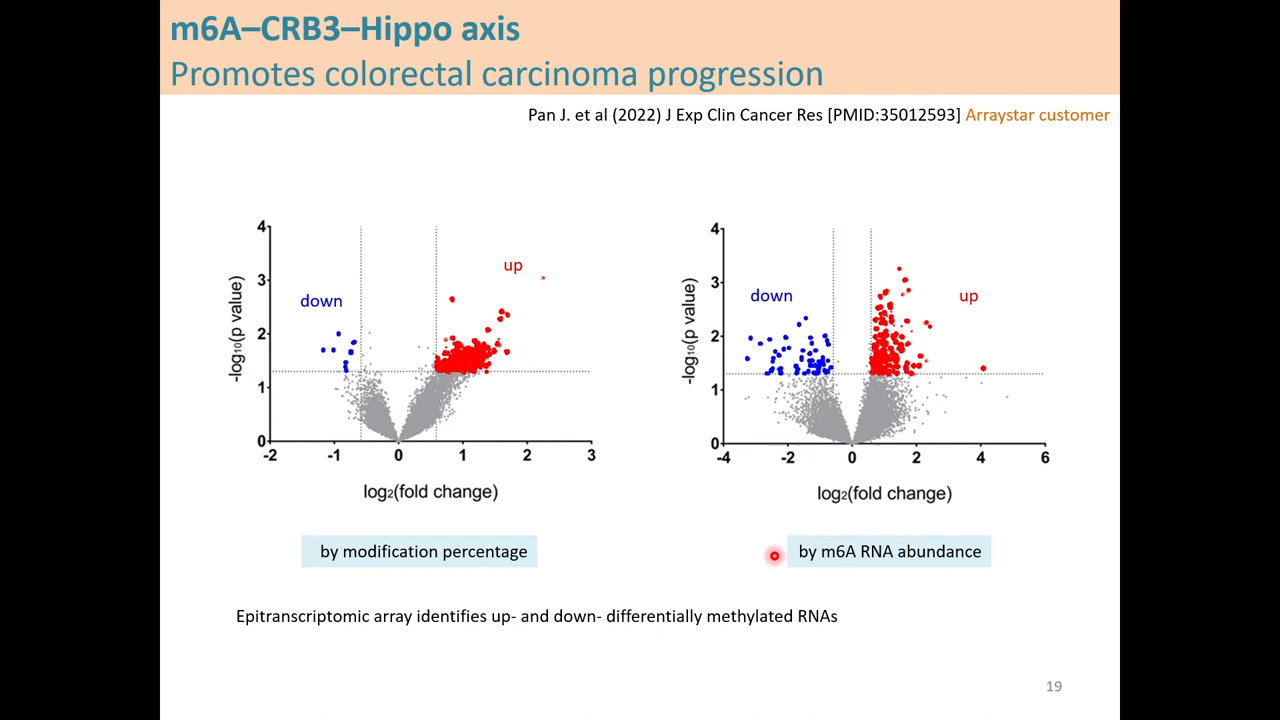 m6A–CRB3–Hippo axis
Promotes colorectal carcinoma progression
Pan J. et al (2022) J Exp Clin Cancer Res [PMID:35012593] Arraystar customer
4
3
2
1
0
-log10(p value)
down
up
-2 -1 0 1 2 3
log2(fold change)
by modification percentage
4
3
2
1
0
-log10(p value)
down
up
-4 -2 0 2 4 6
log2(fold change)
by m6A RNA abundance
Epitranscriptomic array identifies up- and down- differentially methylated RNAs
19